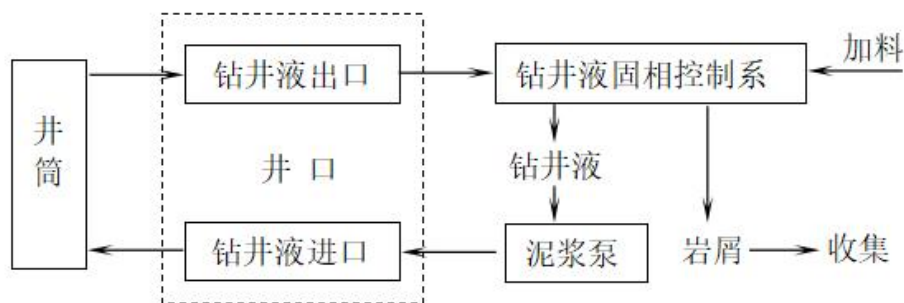 钻井液出口
钻井液固相控制系
加料
井筒
井 口
钻井液
钻井液进口
泥浆泵
岩屑
收集